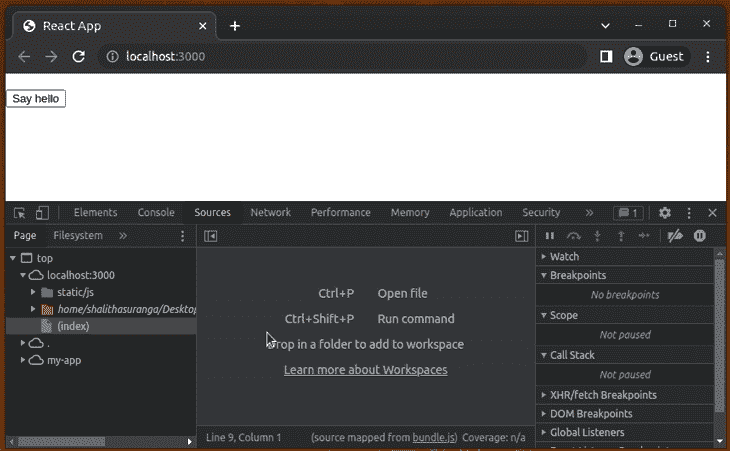 React App
localhost:3000
Guest
Say hello
Elements Console Sources Network Performance Memory Application Security » 1
Page Filesystem »
top
localhost:3000
static/js
home/shalithasuranga/Deskto
(index)
.
my-app
Ctrl+P Open file
Ctrl+Shift+P Run command
rop in a folder to add to workspace
Learn more about Workspaces
Line 9, Column 1 (source mapped from bundle.js) Coverage: n/a
Watch
Breakpoints
No breakpoints
Scope
Not paused
Call Stack
Not paused
XHR/fetch Breakpoints
DOM Breakpoints
Global Listeners